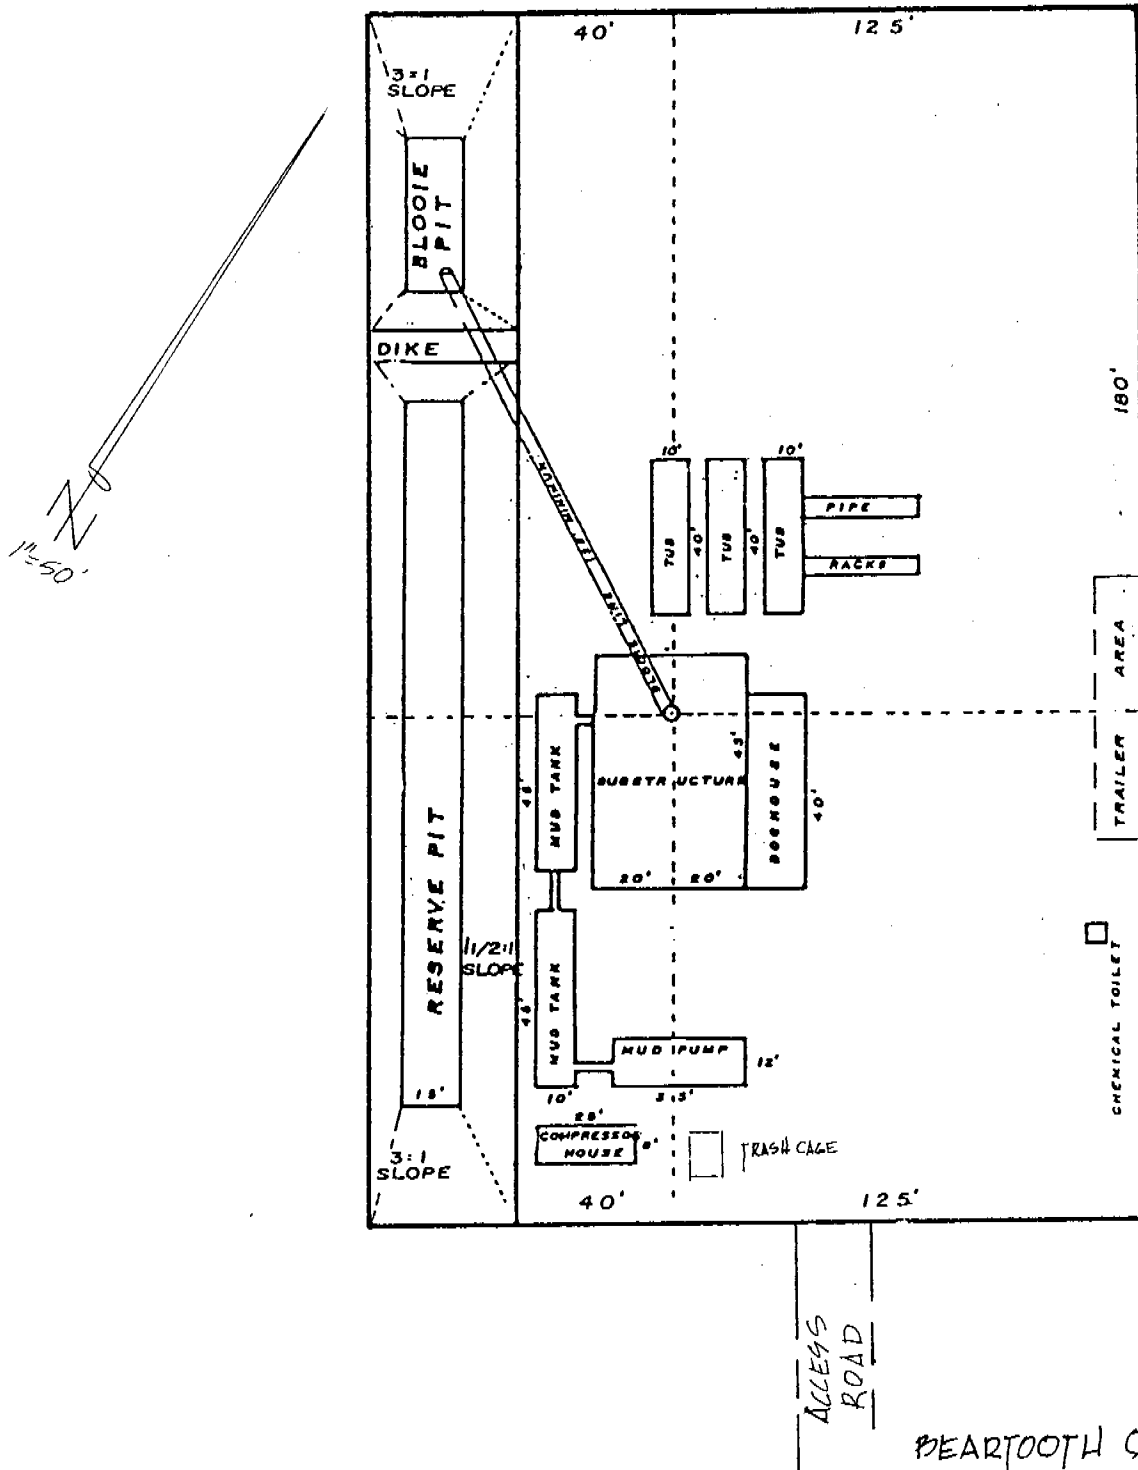 40'
125'
3=1
SLOPE
BLOOIE
PIT
DIKE
180'
N
1"=50'
10'
10'
TUB
40'
TUB
40'
TUB
PIPE
RACKS
BLOOIE LINE
MINIMUM
MUD TANK
SUBSTRUCTURE
45'
DOGHOUSE
40'
20'
20'
TRAILER AREA
RESERVE PIT
1 1/2:1
SLOPE
MUD TANK
MUD PUMP
12'
15'
10'
35'
COMPRESSOR
HOUSE
8'
TRASH CAGE
CHEMICAL TOILET
3:1
SLOPE
40'
125'
ACCESS
ROAD
BEARTOOTH